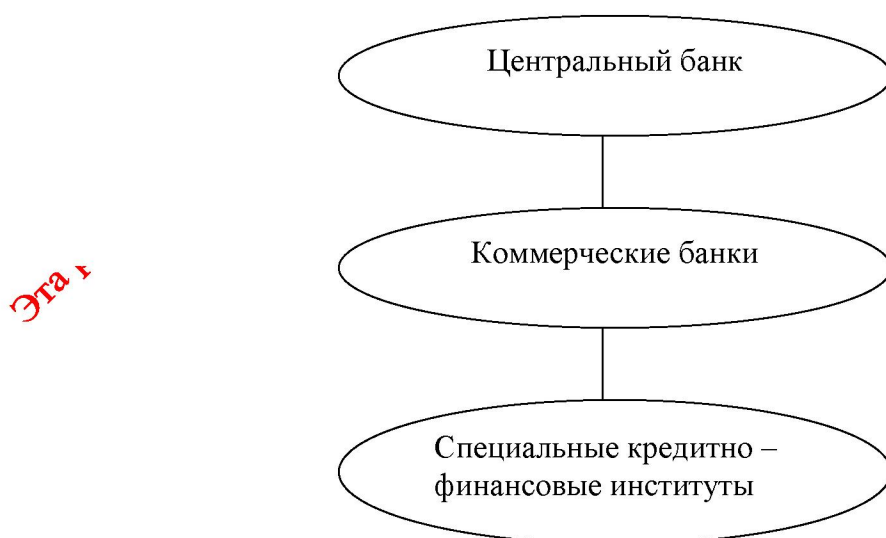 Центральный банк
Коммерческие банки
Эта
Специальные кредитно –
финансовые институты